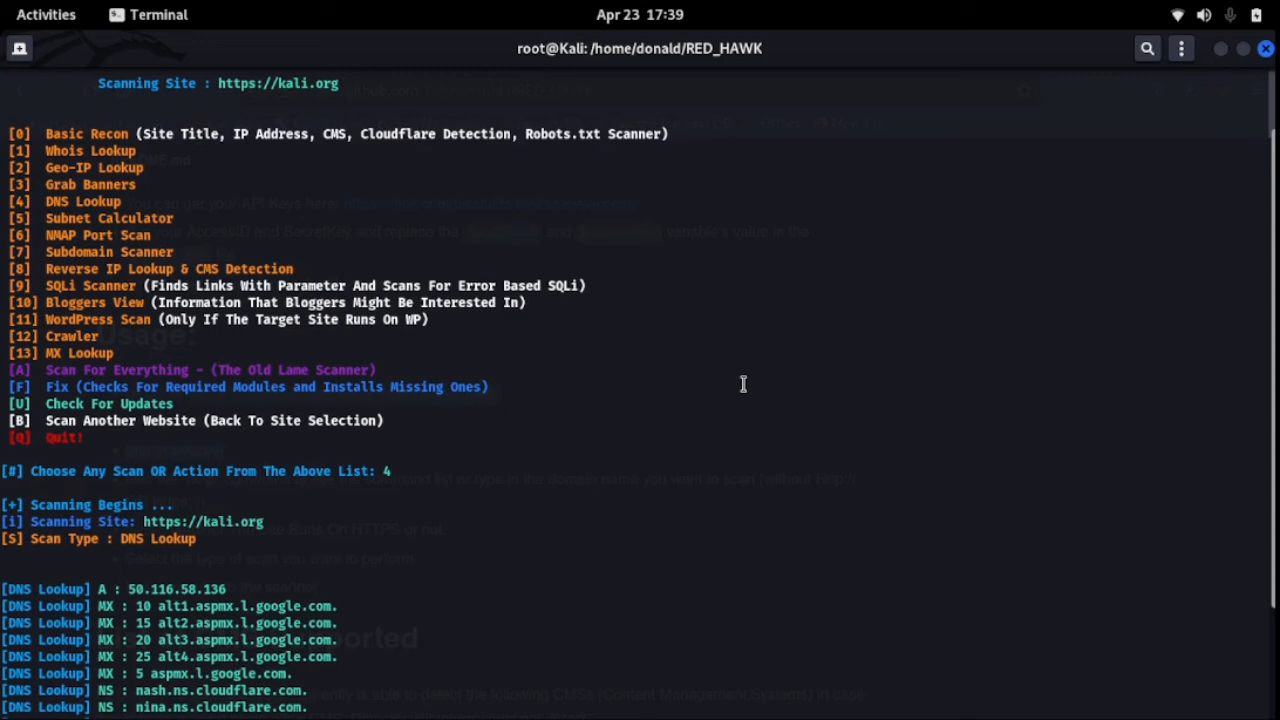 Activities Terminal Apr 23 17:39
root@Kali: /home/donald/RED_HAWK
Scanning Site : https://kali.org
[0] Basic Recon (Site Title, IP Address, CMS, Cloudflare Detection, Robots.txt Scanner)
[1] Whois Lookup
[2] Geo-IP Lookup
[3] Grab Banners
[4] DNS Lookup
[5] Subnet Calculator
[6] NMAP Port Scan
[7] Subdomain Scanner
[8] Reverse IP Lookup & CMS Detection
[9] SQLi Scanner (Finds Links With Parameter And Scans For Error Based SQLi)
[10] Bloggers View (Information That Bloggers Might Be Interested In)
[11] WordPress Scan (Only If The Target Site Runs On WP)
[12] Crawler
[13] MX Lookup
[A] Scan For Everything - (The Old Lame Scanner)
[F] Fix (Checks For Required Modules and Installs Missing Ones)
[U] Check For Updates
[B] Scan Another Website (Back To Site Selection)
[Q] Quit!
[#] Choose Any Scan OR Action From The Above List: 4
[+] Scanning Begins ...
[i] Scanning Site: https://kali.org
[S] Scan Type : DNS Lookup
[DNS Lookup] A : 50.116.58.136
[DNS Lookup] MX : 10 alt1.aspmx.l.google.com.
[DNS Lookup] MX : 15 alt2.aspmx.l.google.com.
[DNS Lookup] MX : 20 alt3.aspmx.l.google.com.
[DNS Lookup] MX : 25 alt4.aspmx.l.google.com.
[DNS Lookup] MX : 5 aspmx.l.google.com.
[DNS Lookup] NS : nash.ns.cloudflare.com.
[DNS Lookup] NS : nina.ns.cloudflare.com.